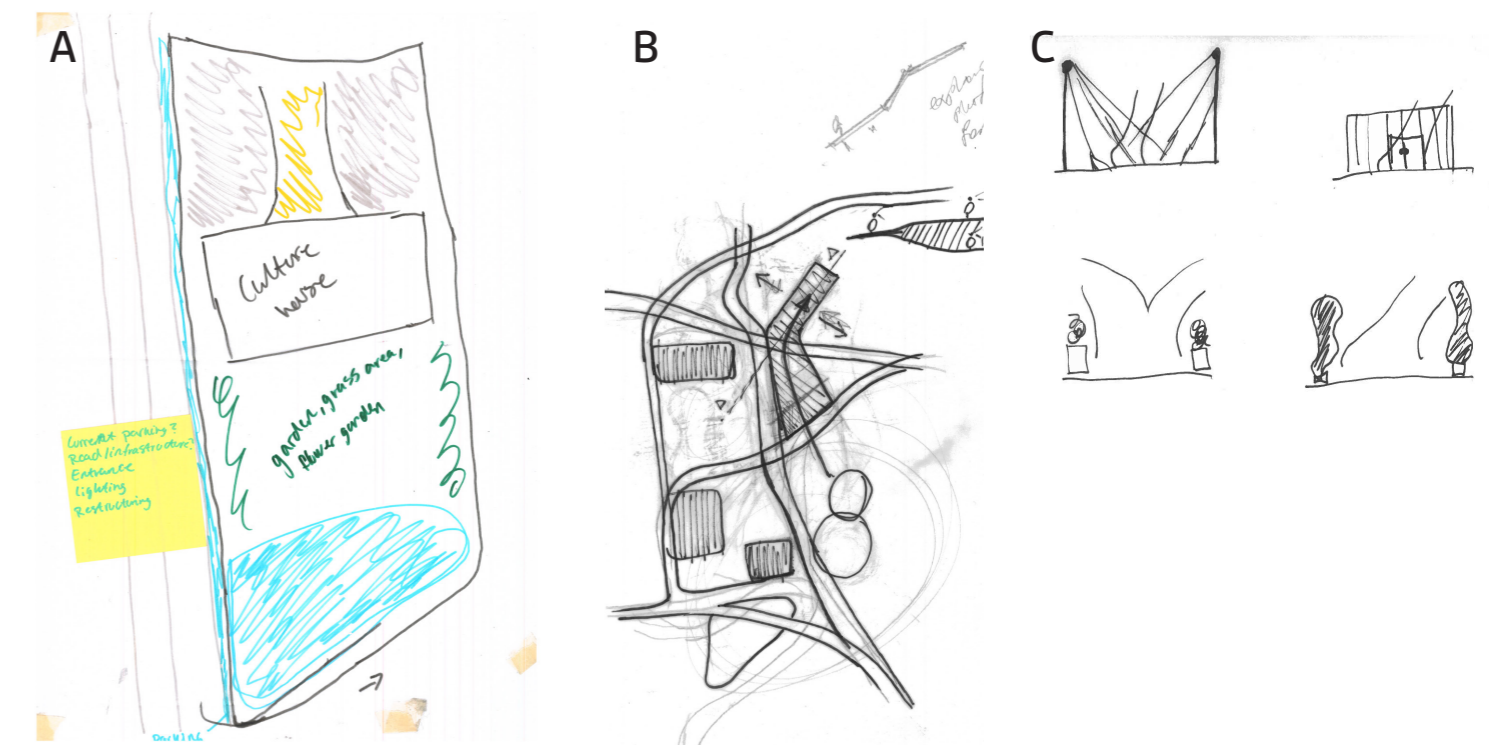 A
B
C
Culture
house
garden, grass area,
flower garden
Current parking?
Road/infrastructure?
Entrance
lighting
Restructuring
parking